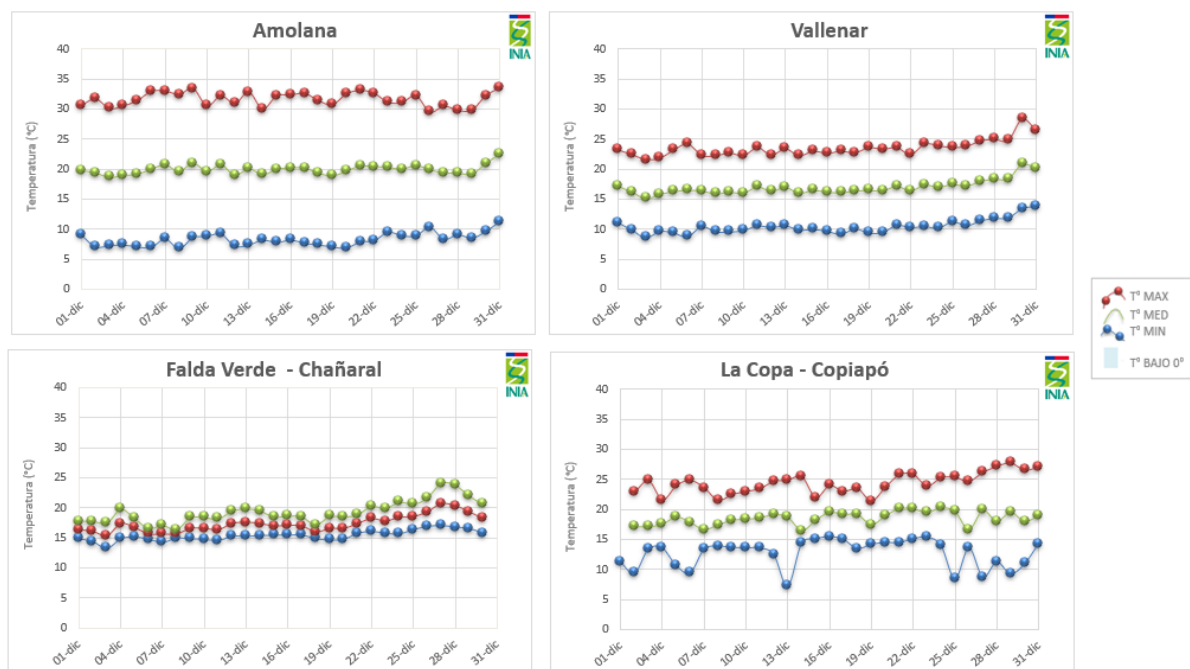 Amolana
INIA
Temperatura (°C)
40
35
30
25
20
15
10
5
0
01-dic
04-dic
07-dic
10-dic
13-dic
16-dic
19-dic
22-dic
25-dic
28-dic
31-dic
Vallenar
INIA
Temperatura (°C)
40
35
30
25
20
15
10
5
0
01-dic
04-dic
07-dic
10-dic
13-dic
16-dic
19-dic
22-dic
25-dic
28-dic
31-dic
T° MAX
T° MED
T° MIN
T° BAJO 0°
Falda Verde - Chañaral
INIA
Temperatura (°C)
40
35
30
25
20
15
10
5
0
01-dic
04-dic
07-dic
10-dic
13-dic
16-dic
19-dic
22-dic
25-dic
28-dic
31-dic
La Copa - Copiapó
INIA
Temperatura (°C)
40
35
30
25
20
15
10
5
0
01-dic
04-dic
07-dic
10-dic
13-dic
16-dic
19-dic
22-dic
25-dic
28-dic
31-dic